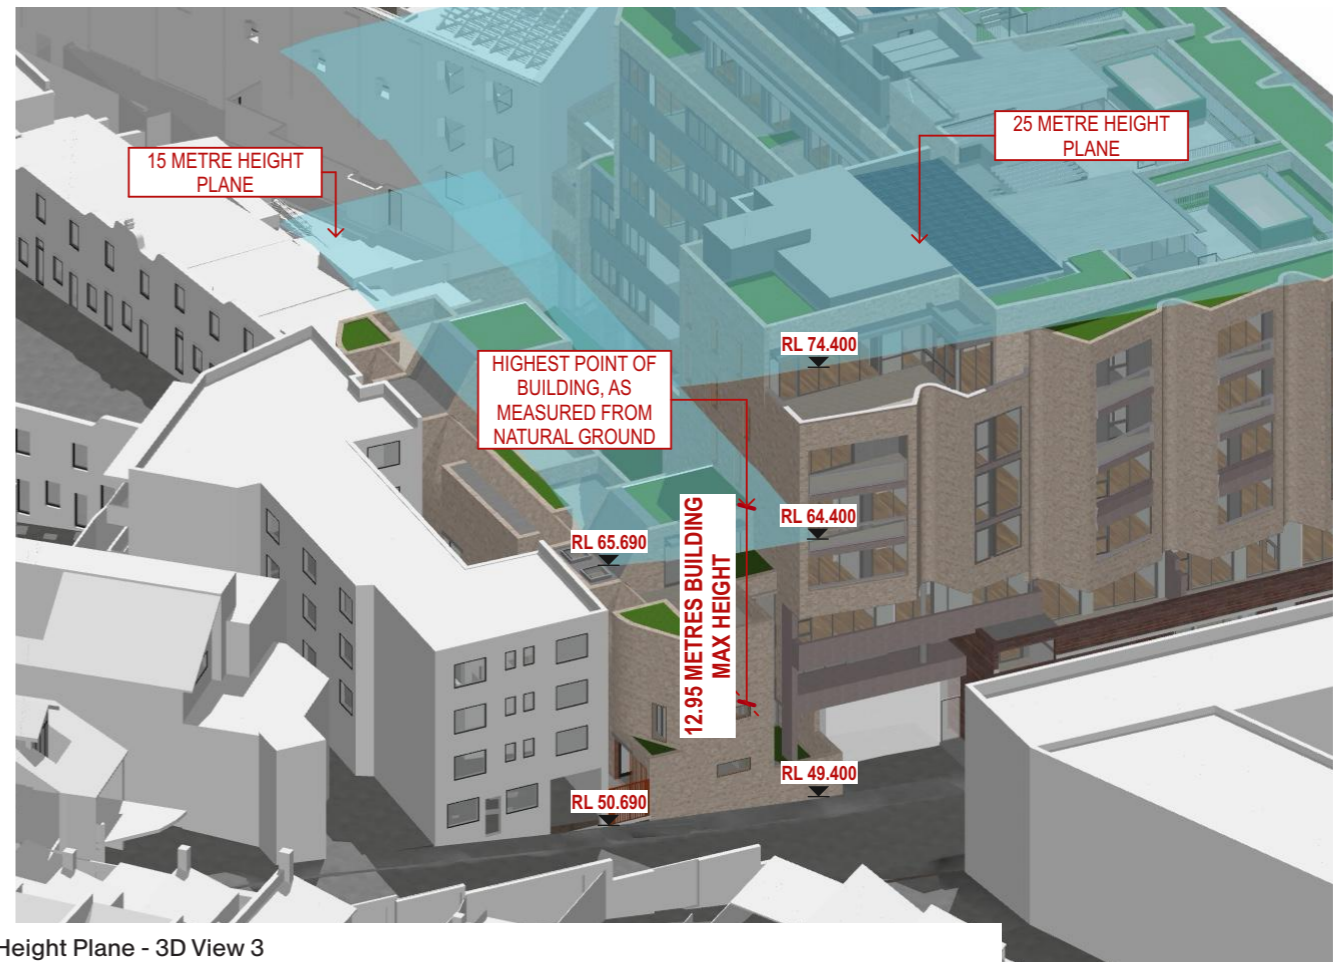 25 METRE HEIGHT
PLANE
15 METRE HEIGHT
PLANE
RL 74.400
HIGHEST POINT OF
BUILDING, AS
MEASURED FROM
NATURAL GROUND
RL 64.400
RL 65.690
12.95 METRES BUILDING
MAX HEIGHT
RL 49.400
RL 50.690
Height Plane - 3D View 3